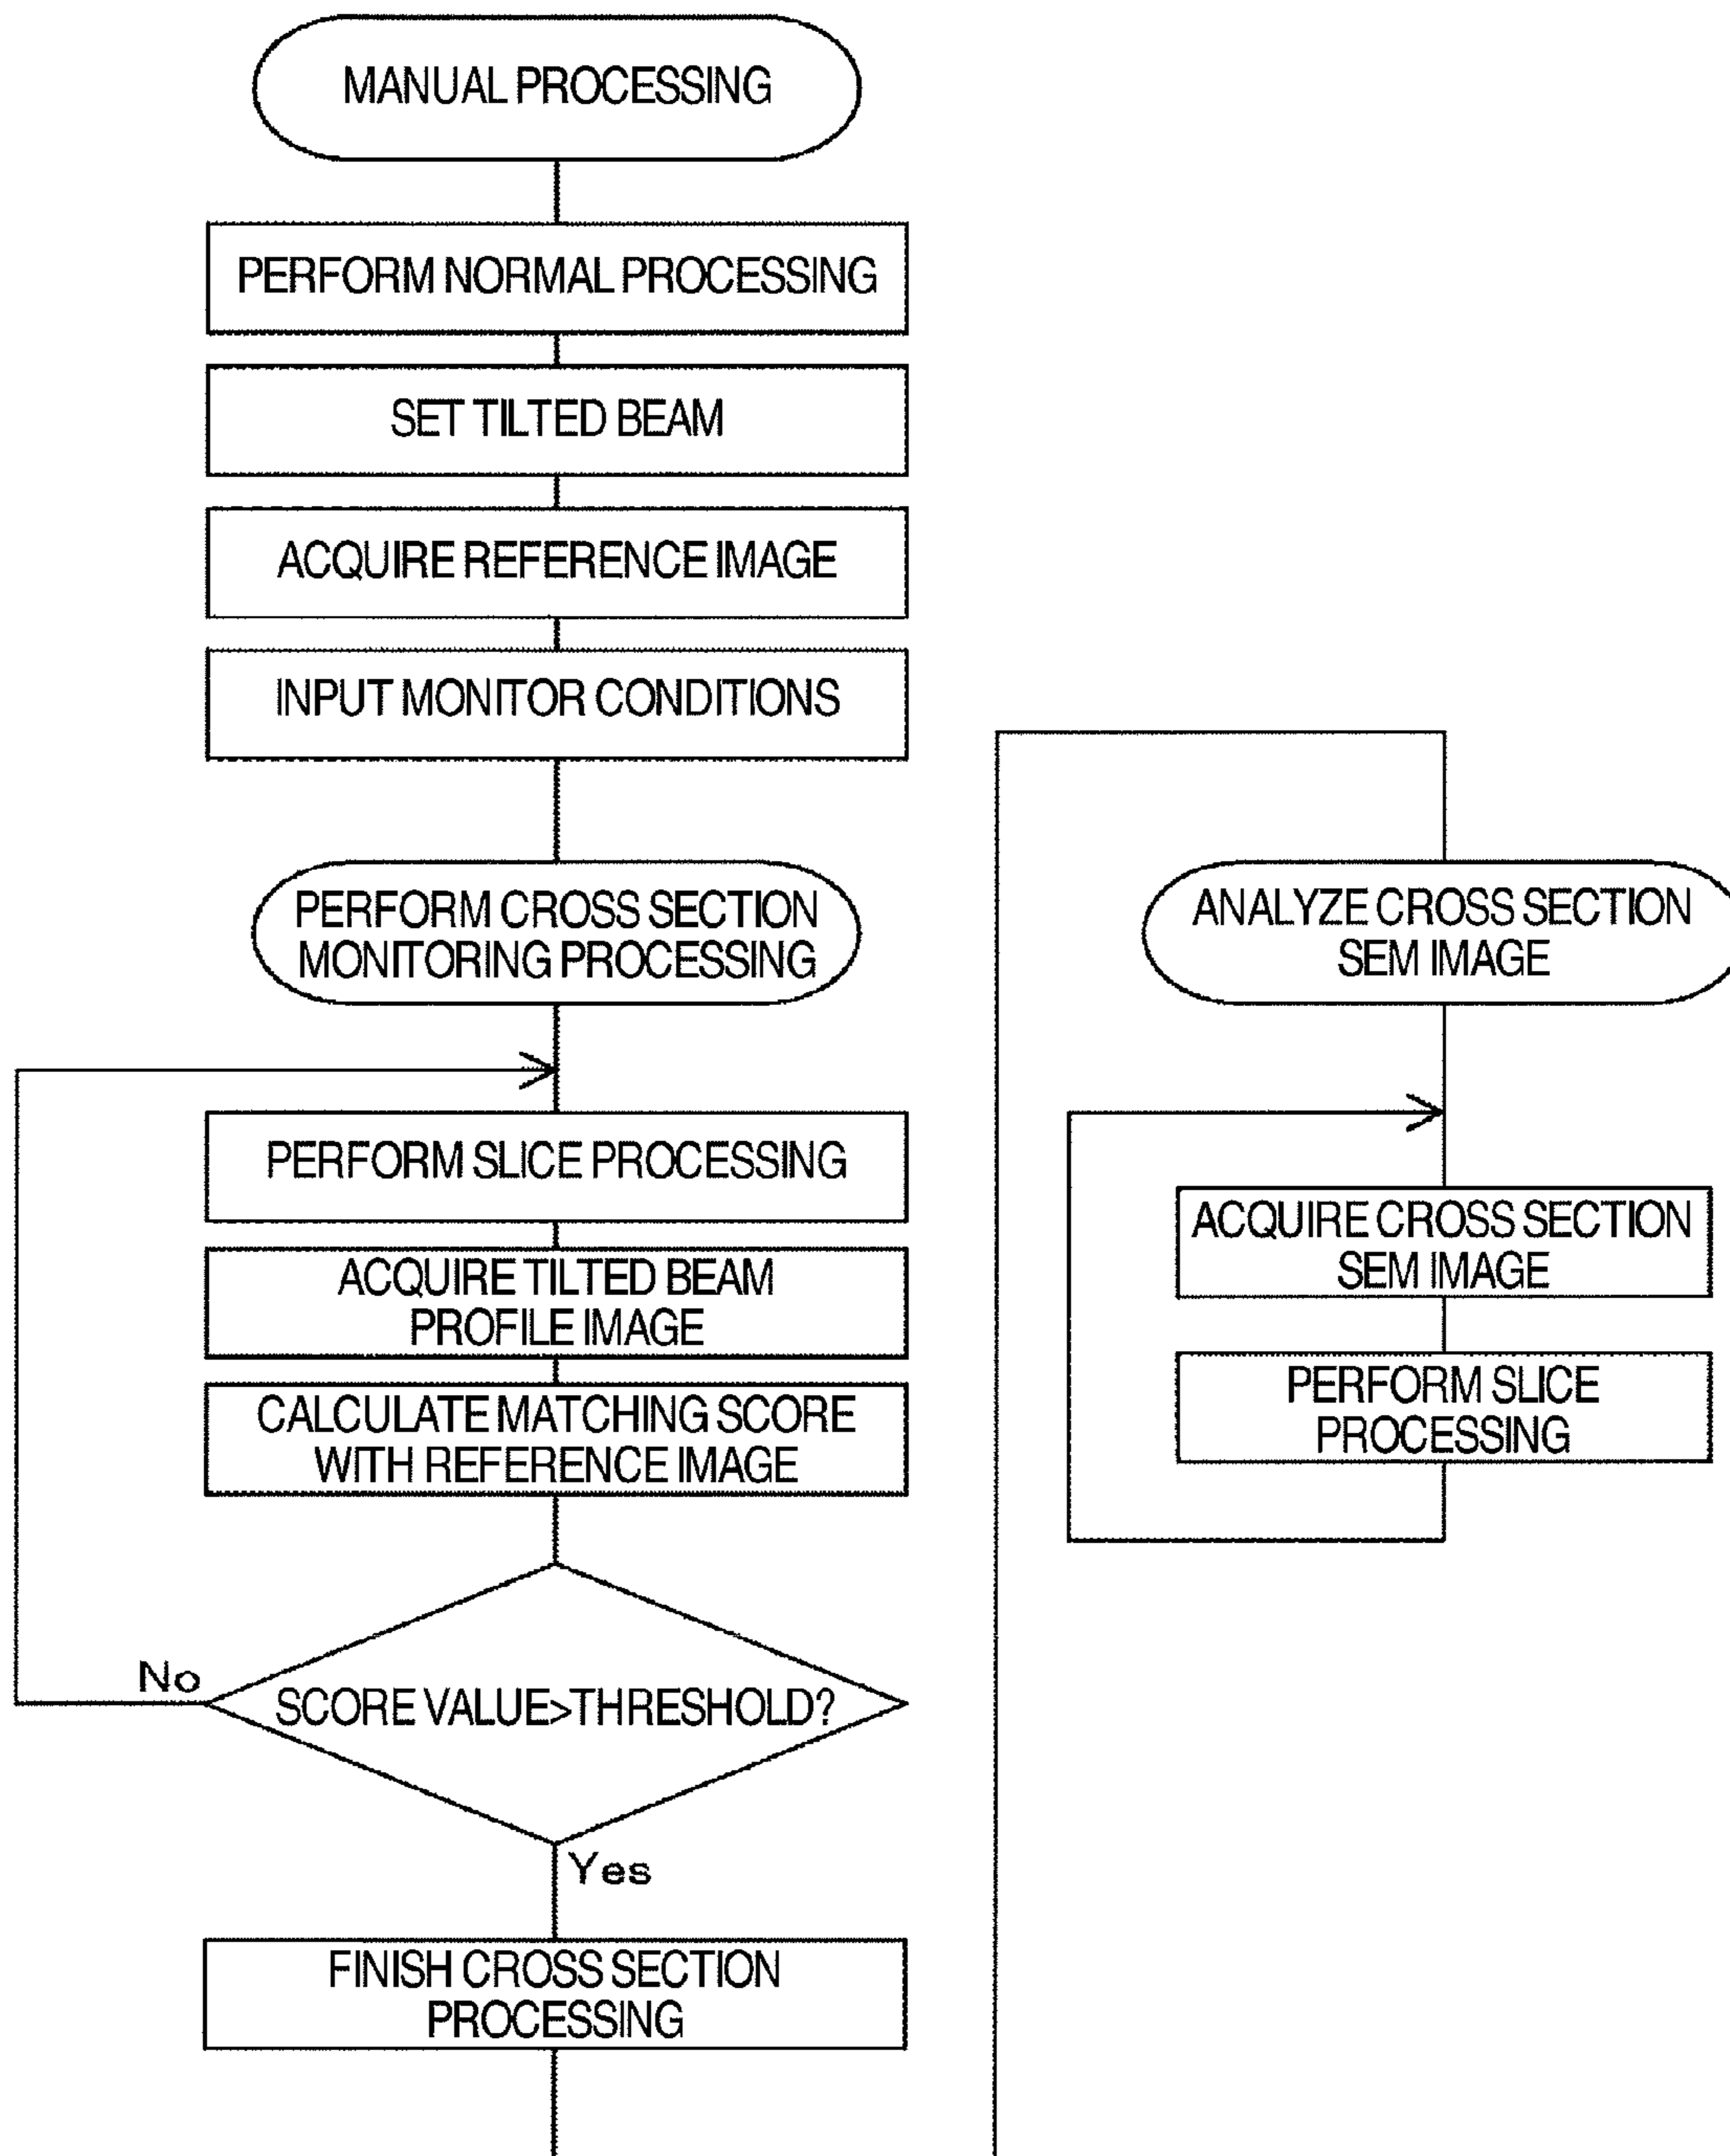 MANUAL PROCESSING
PERFORM NORMAL PROCESSING
SET TILTED BEAM
ACQUIRE REFERENCE IMAGE
INPUT MONITOR CONDITIONS
PERFORM CROSS SECTION
MONITORING PROCESSING
PERFORM SLICE PROCESSING
ACQUIRE TILTED BEAM
PROFILE IMAGE
CALCULATE MATCHING SCORE
WITH REFERENCE IMAGE
No
SCORE VALUE>THRESHOLD?
Yes
FINISH CROSS SECTION
PROCESSING
ANALYZE CROSS SECTION
SEM IMAGE
ACQUIRE CROSS SECTION
SEM IMAGE
PERFORM SLICE
PROCESSING